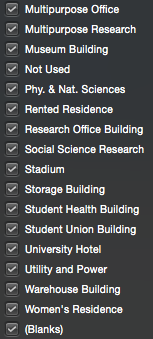 Multipurpose Office
Multipurpose Research
Museum Building
Not Used
Phy. & Nat. Sciences
Rented Residence
Research Office Building
Social Science Research
Stadium
Storage Building
Student Health Building
Student Union Building
University Hotel
Utility and Power
Warehouse Building
Women's Residence
(Blanks)